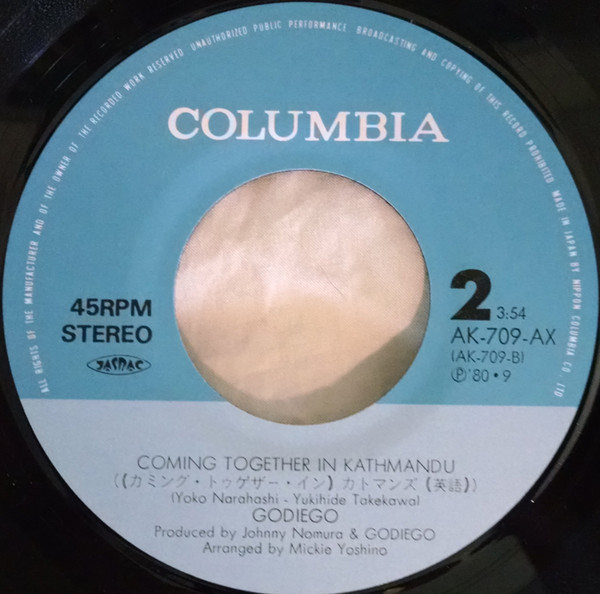 ALL RIGHTS OF THE MANUFACTURER AND OF THE OWNER OF THE RECORDED WORK RESERVED UNAUTHORIZED PUBLIC PERFORMANCE BROADCASTING AND COPYING OF THIS RECORD PROHIBITED MADE IN JAPAN BY NIPPON COLUMBIA CO., LTD
COLUMBIA
45RPM
STEREO
JASRAC
2 3:54
AK-709-AX
(AK-709-B)
Ⓟ'80・9
COMING TOGETHER IN KATHMANDU
(《カミング・トゥゲザー・イン》カトマンズ《英語》)
(Yoko Narahashi - Yukihide Takekawa)
GODIEGO
Produced by Johnny Nomura & GODIEGO
Arranged by Mickie Yoshino